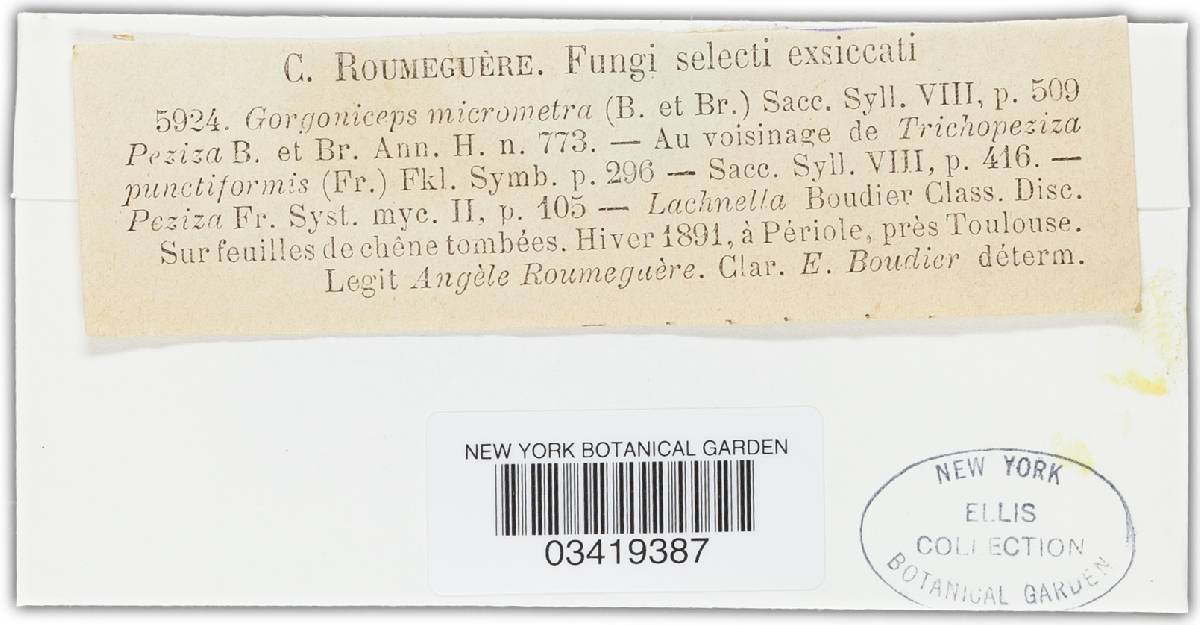 C. ROUMEGUÈRE. Fungi selecti exsiccati
5924. Gorgoniceps micrometra (B. et Br.) Sacc. Syll. VIII, p. 509
Peziza B. et Br. Ann. H. n. 773. — Au voisinage de Trichopeziza
punctiformis (Fr.) Fkl. Symb. p. 296 — Sacc. Syll. VIII, p. 416. —
Peziza Fr. Syst. myc. II, p. 105 — Lachnella Boudier Class. Disc.
Sur feuilles de chêne tombées. Hiver 1891, à Périole, près Toulouse.
Legit Angèle Roumeguère. Clar. E. Boudier déterm.
NEW YORK BOTANICAL GARDEN
03419387
NEW YORK
ELLIS
COLLECTION
BOTANICAL GARDEN